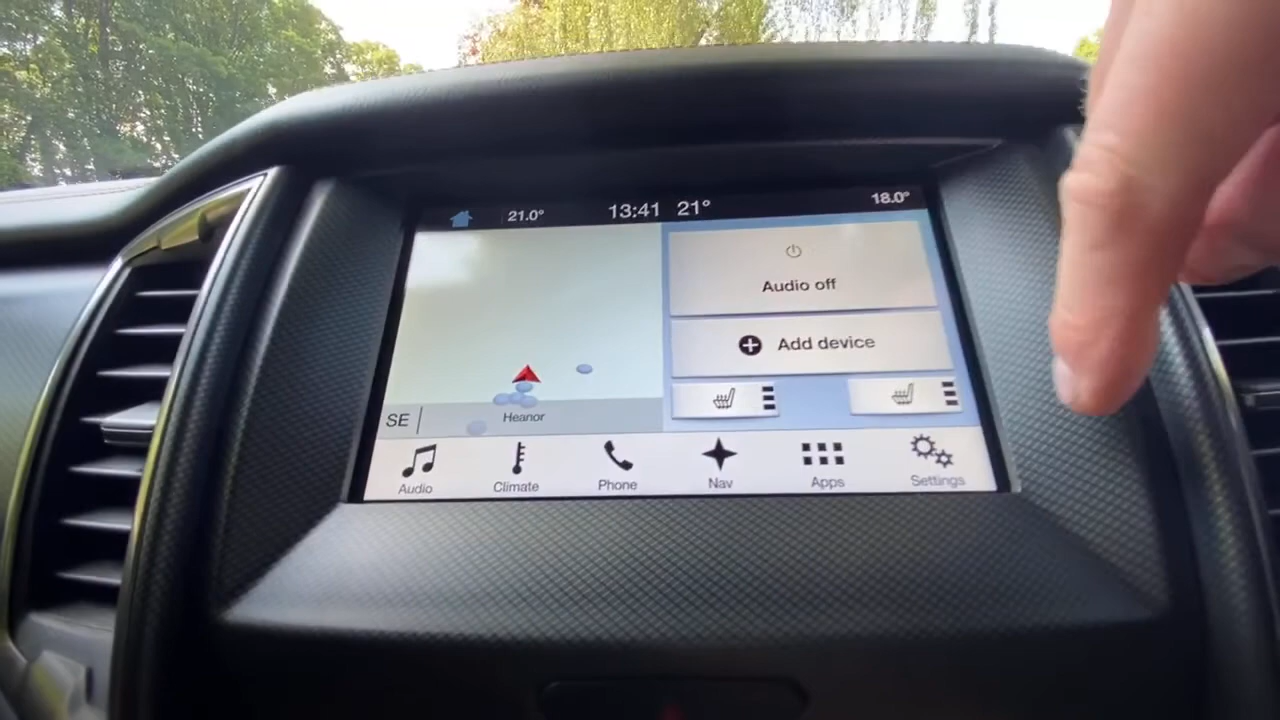 21.0° 13:41 21° 18.0°
Audio off
Add device
SE Heanor
Audio Climate Phone Nav Apps Settings